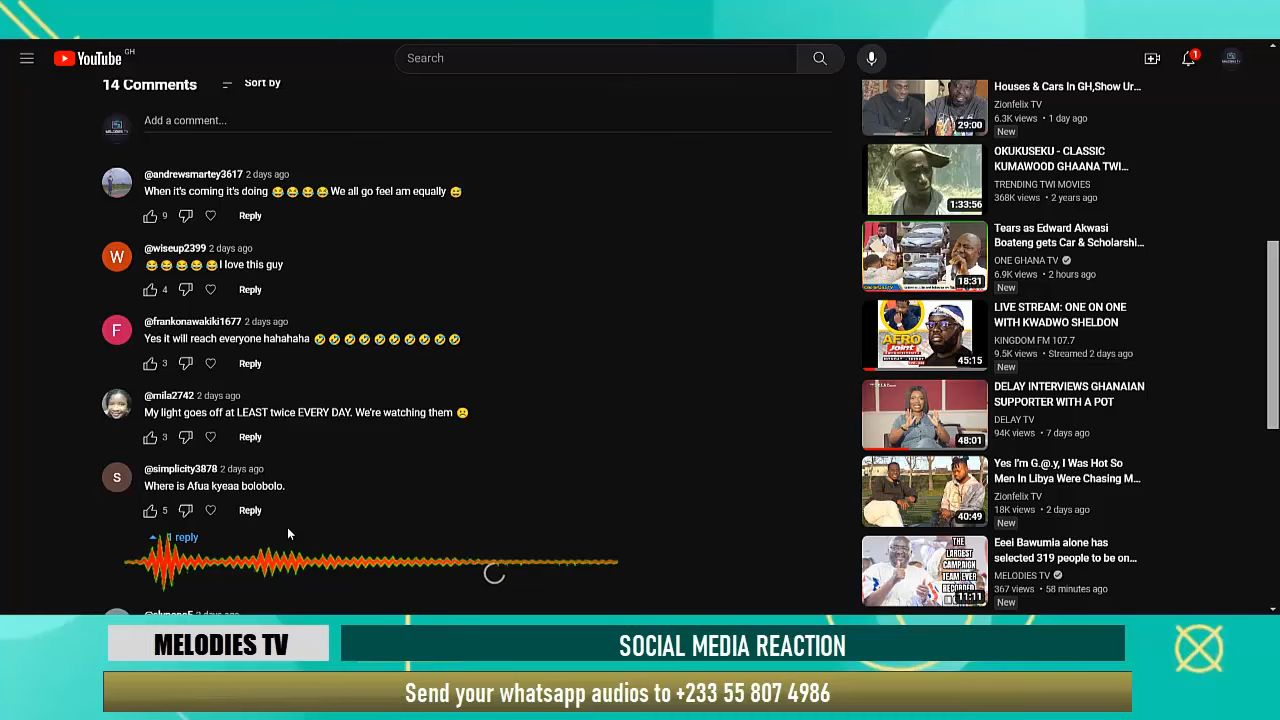 YouTube GH
Search
1
14 Comments
Sort by
Add a comment...
@andrewsmartey3617 2 days ago
When it's coming it's doing 😂😂😂😂We all go feel am equally 😅
9
Reply
W
@wiseup2399 2 days ago
😂😂😂😂😂I love this guy
4
Reply
F
@frankonawakiki1677 2 days ago
Yes it will reach everyone hahahaha 🤣🤣🤣🤣🤣🤣🤣🤣🤣🤣
3
Reply
@mila2742 2 days ago
My light goes off at LEAST twice EVERY DAY. We're watching them ☹️
3
Reply
S
@simplicity3878 2 days ago
Where is Afua kyeaa bolobolo.
5
Reply
1 reply
Houses & Cars In GH,Show Ur...
Zionfelix TV
6.3K views • 1 day ago
New
29:00
OKUKUSEKU - CLASSIC
KUMAWOOD GHAANA TWI...
TRENDING TWI MOVIES
368K views • 2 years ago
1:33:56
Tears as Edward Akwasi
Boateng gets Car & Scholarshi...
ONE GHANA TV
6.9K views • 2 hours ago
New
18:31
LIVE STREAM: ONE ON ONE
WITH KWADWO SHELDON
KINGDOM FM 107.7
9.5K views • Streamed 2 days ago
New
AFRO
Joint
45:15
DELAY INTERVIEWS GHANAIAN
SUPPORTER WITH A POT
DELAY TV
94K views • 7 days ago
48:01
Yes I'm G.@.y, I Was Hot So
Men In Libya Were Chasing M...
Zionfelix TV
18K views • 2 days ago
New
40:49
Eeei Bawumia alone has
selected 319 people to be on...
MELODIES TV
367 views • 58 minutes ago
New
THE
LARGEST
CAMPAIGN
TEAM EVER
RECORDED
11:11
MELODIES TV
SOCIAL MEDIA REACTION
Send your whatsapp audios to +233 55 807 4986